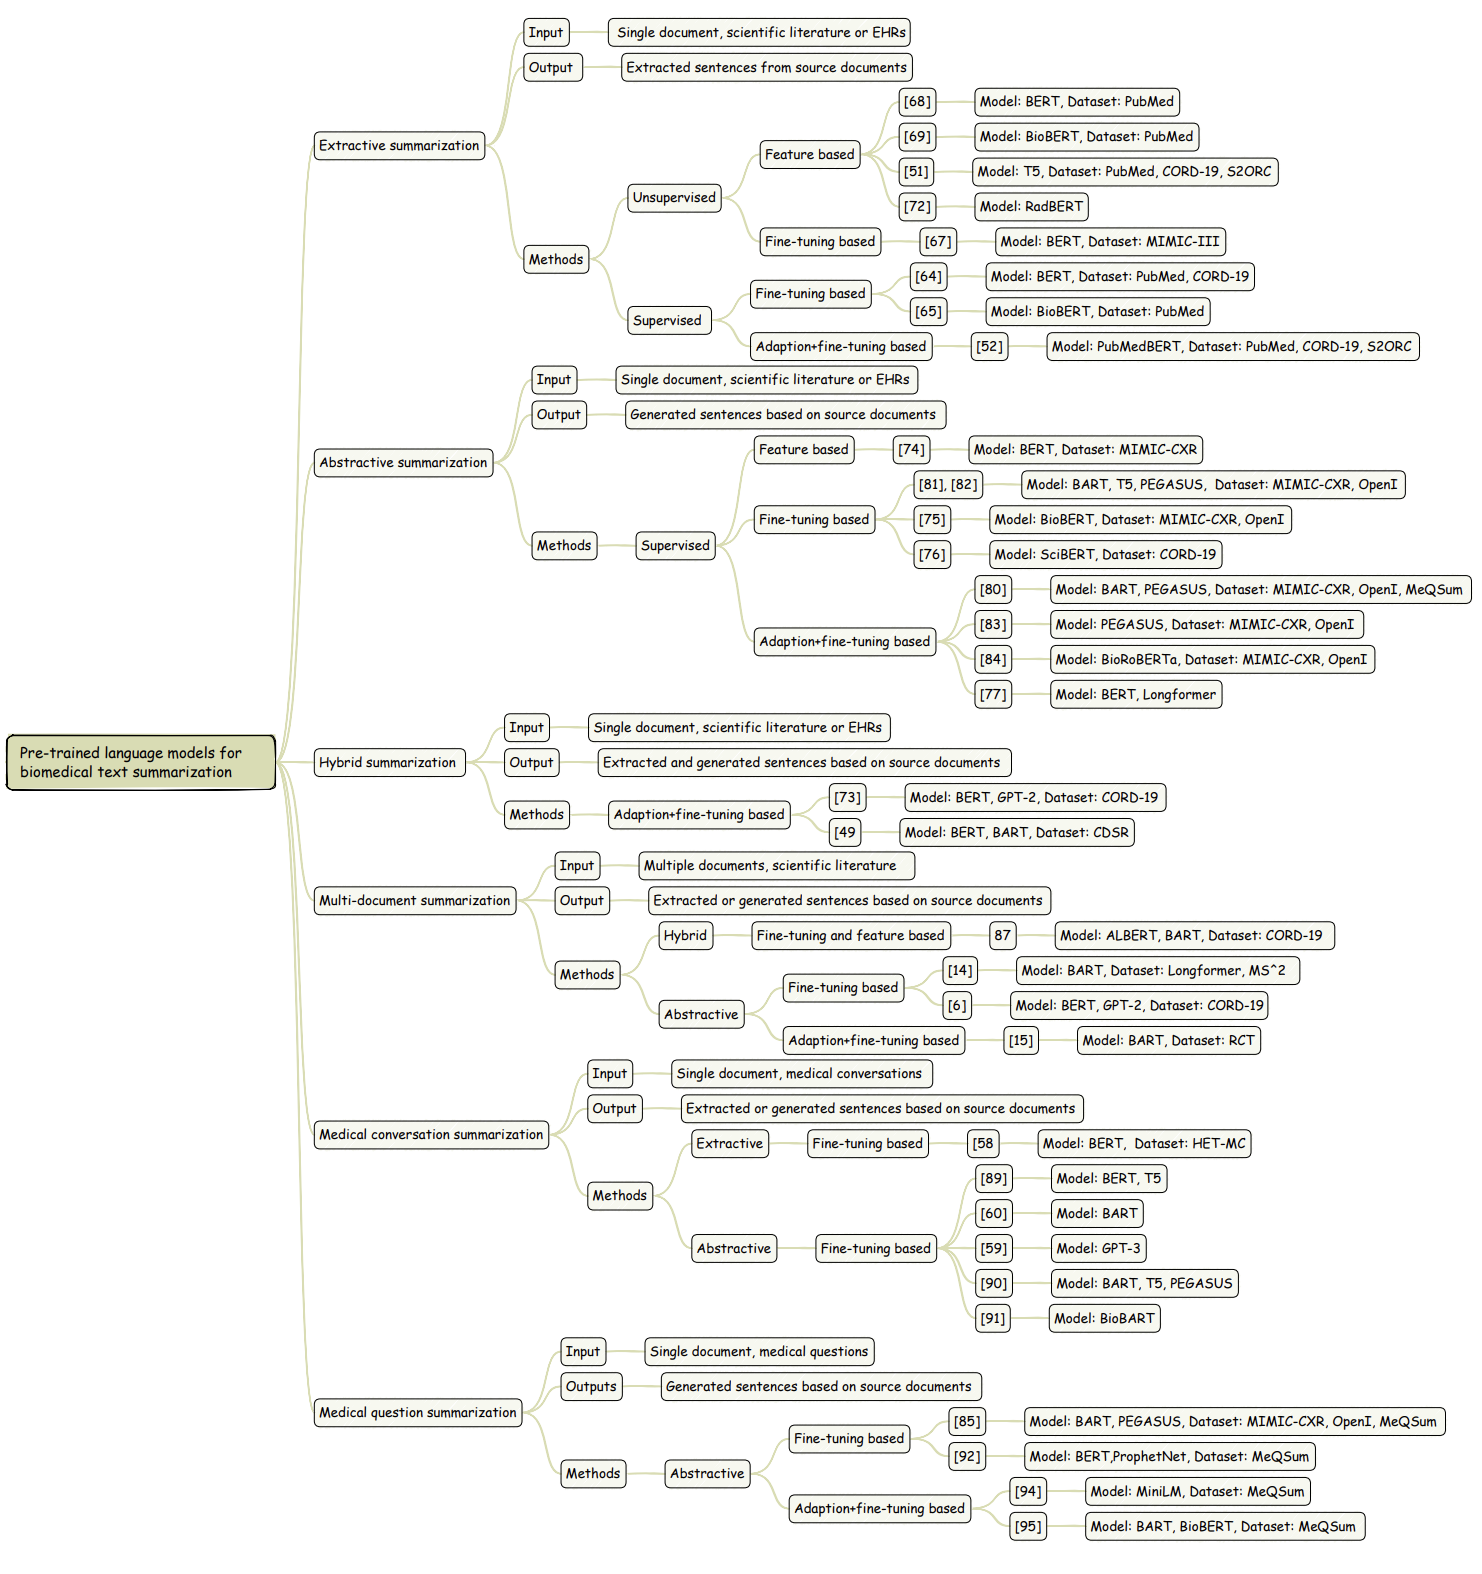 Pre-trained language models for
biomedical text summarization
Extractive summarization
Input
Single document, scientific literature or EHRs
Output
Extracted sentences from source documents
Methods
Unsupervised
Feature based
[68]
Model: BERT, Dataset: PubMed
[69]
Model: BioBERT, Dataset: PubMed
[51]
Model: T5, Dataset: PubMed, CORD-19, S2ORC
[72]
Model: RadBERT
Fine-tuning based
[67]
Model: BERT, Dataset: MIMIC-III
Supervised
Fine-tuning based
[64]
Model: BERT, Dataset: PubMed, CORD-19
[65]
Model: BioBERT, Dataset: PubMed
Adaption+fine-tuning based
[52]
Model: PubMedBERT, Dataset: PubMed, CORD-19, S2ORC
Abstractive summarization
Input
Single document, scientific literature or EHRs
Output
Generated sentences based on source documents
Methods
Supervised
Feature based
[74]
Model: BERT, Dataset: MIMIC-CXR
Fine-tuning based
[81], [82]
Model: BART, T5, PEGASUS, Dataset: MIMIC-CXR, OpenI
[75]
Model: BioBERT, Dataset: MIMIC-CXR, OpenI
[76]
Model: SciBERT, Dataset: CORD-19
Adaption+fine-tuning based
[80]
Model: BART, PEGASUS, Dataset: MIMIC-CXR, OpenI, MeQSum
[83]
Model: PEGASUS, Dataset: MIMIC-CXR, OpenI
[84]
Model: BioRoBERTa, Dataset: MIMIC-CXR, OpenI
[77]
Model: BERT, Longformer
Hybrid summarization
Input
Single document, scientific literature or EHRs
Output
Extracted and generated sentences based on source documents
Methods
Adaption+fine-tuning based
[73]
Model: BERT, GPT-2, Dataset: CORD-19
[49
Model: BERT, BART, Dataset: CDSR
Multi-document summarization
Input
Multiple documents, scientific literature
Output
Extracted or generated sentences based on source documents
Methods
Hybrid
Fine-tuning and feature based
87
Model: ALBERT, BART, Dataset: CORD-19
Abstractive
Fine-tuning based
[14]
Model: BART, Dataset: Longformer, MS^2
[6]
Model: BERT, GPT-2, Dataset: CORD-19
Adaption+fine-tuning based
[15]
Model: BART, Dataset: RCT
Medical conversation summarization
Input
Single document, medical conversations
Output
Extracted or generated sentences based on source documents
Methods
Extractive
Fine-tuning based
[58
Model: BERT, Dataset: HET-MC
Abstractive
Fine-tuning based
[89]
Model: BERT, T5
[60]
Model: BART
[59]
Model: GPT-3
[90]
Model: BART, T5, PEGASUS
[91]
Model: BioBART
Medical question summarization
Input
Single document, medical questions
Outputs
Generated sentences based on source documents
Methods
Abstractive
Fine-tuning based
[85]
Model: BART, PEGASUS, Dataset: MIMIC-CXR, OpenI, MeQSum
[92]
Model: BERT,ProphetNet, Dataset: MeQSum
Adaption+fine-tuning based
[94]
Model: MiniLM, Dataset: MeQSum
[95]
Model: BART, BioBERT, Dataset: MeQSum